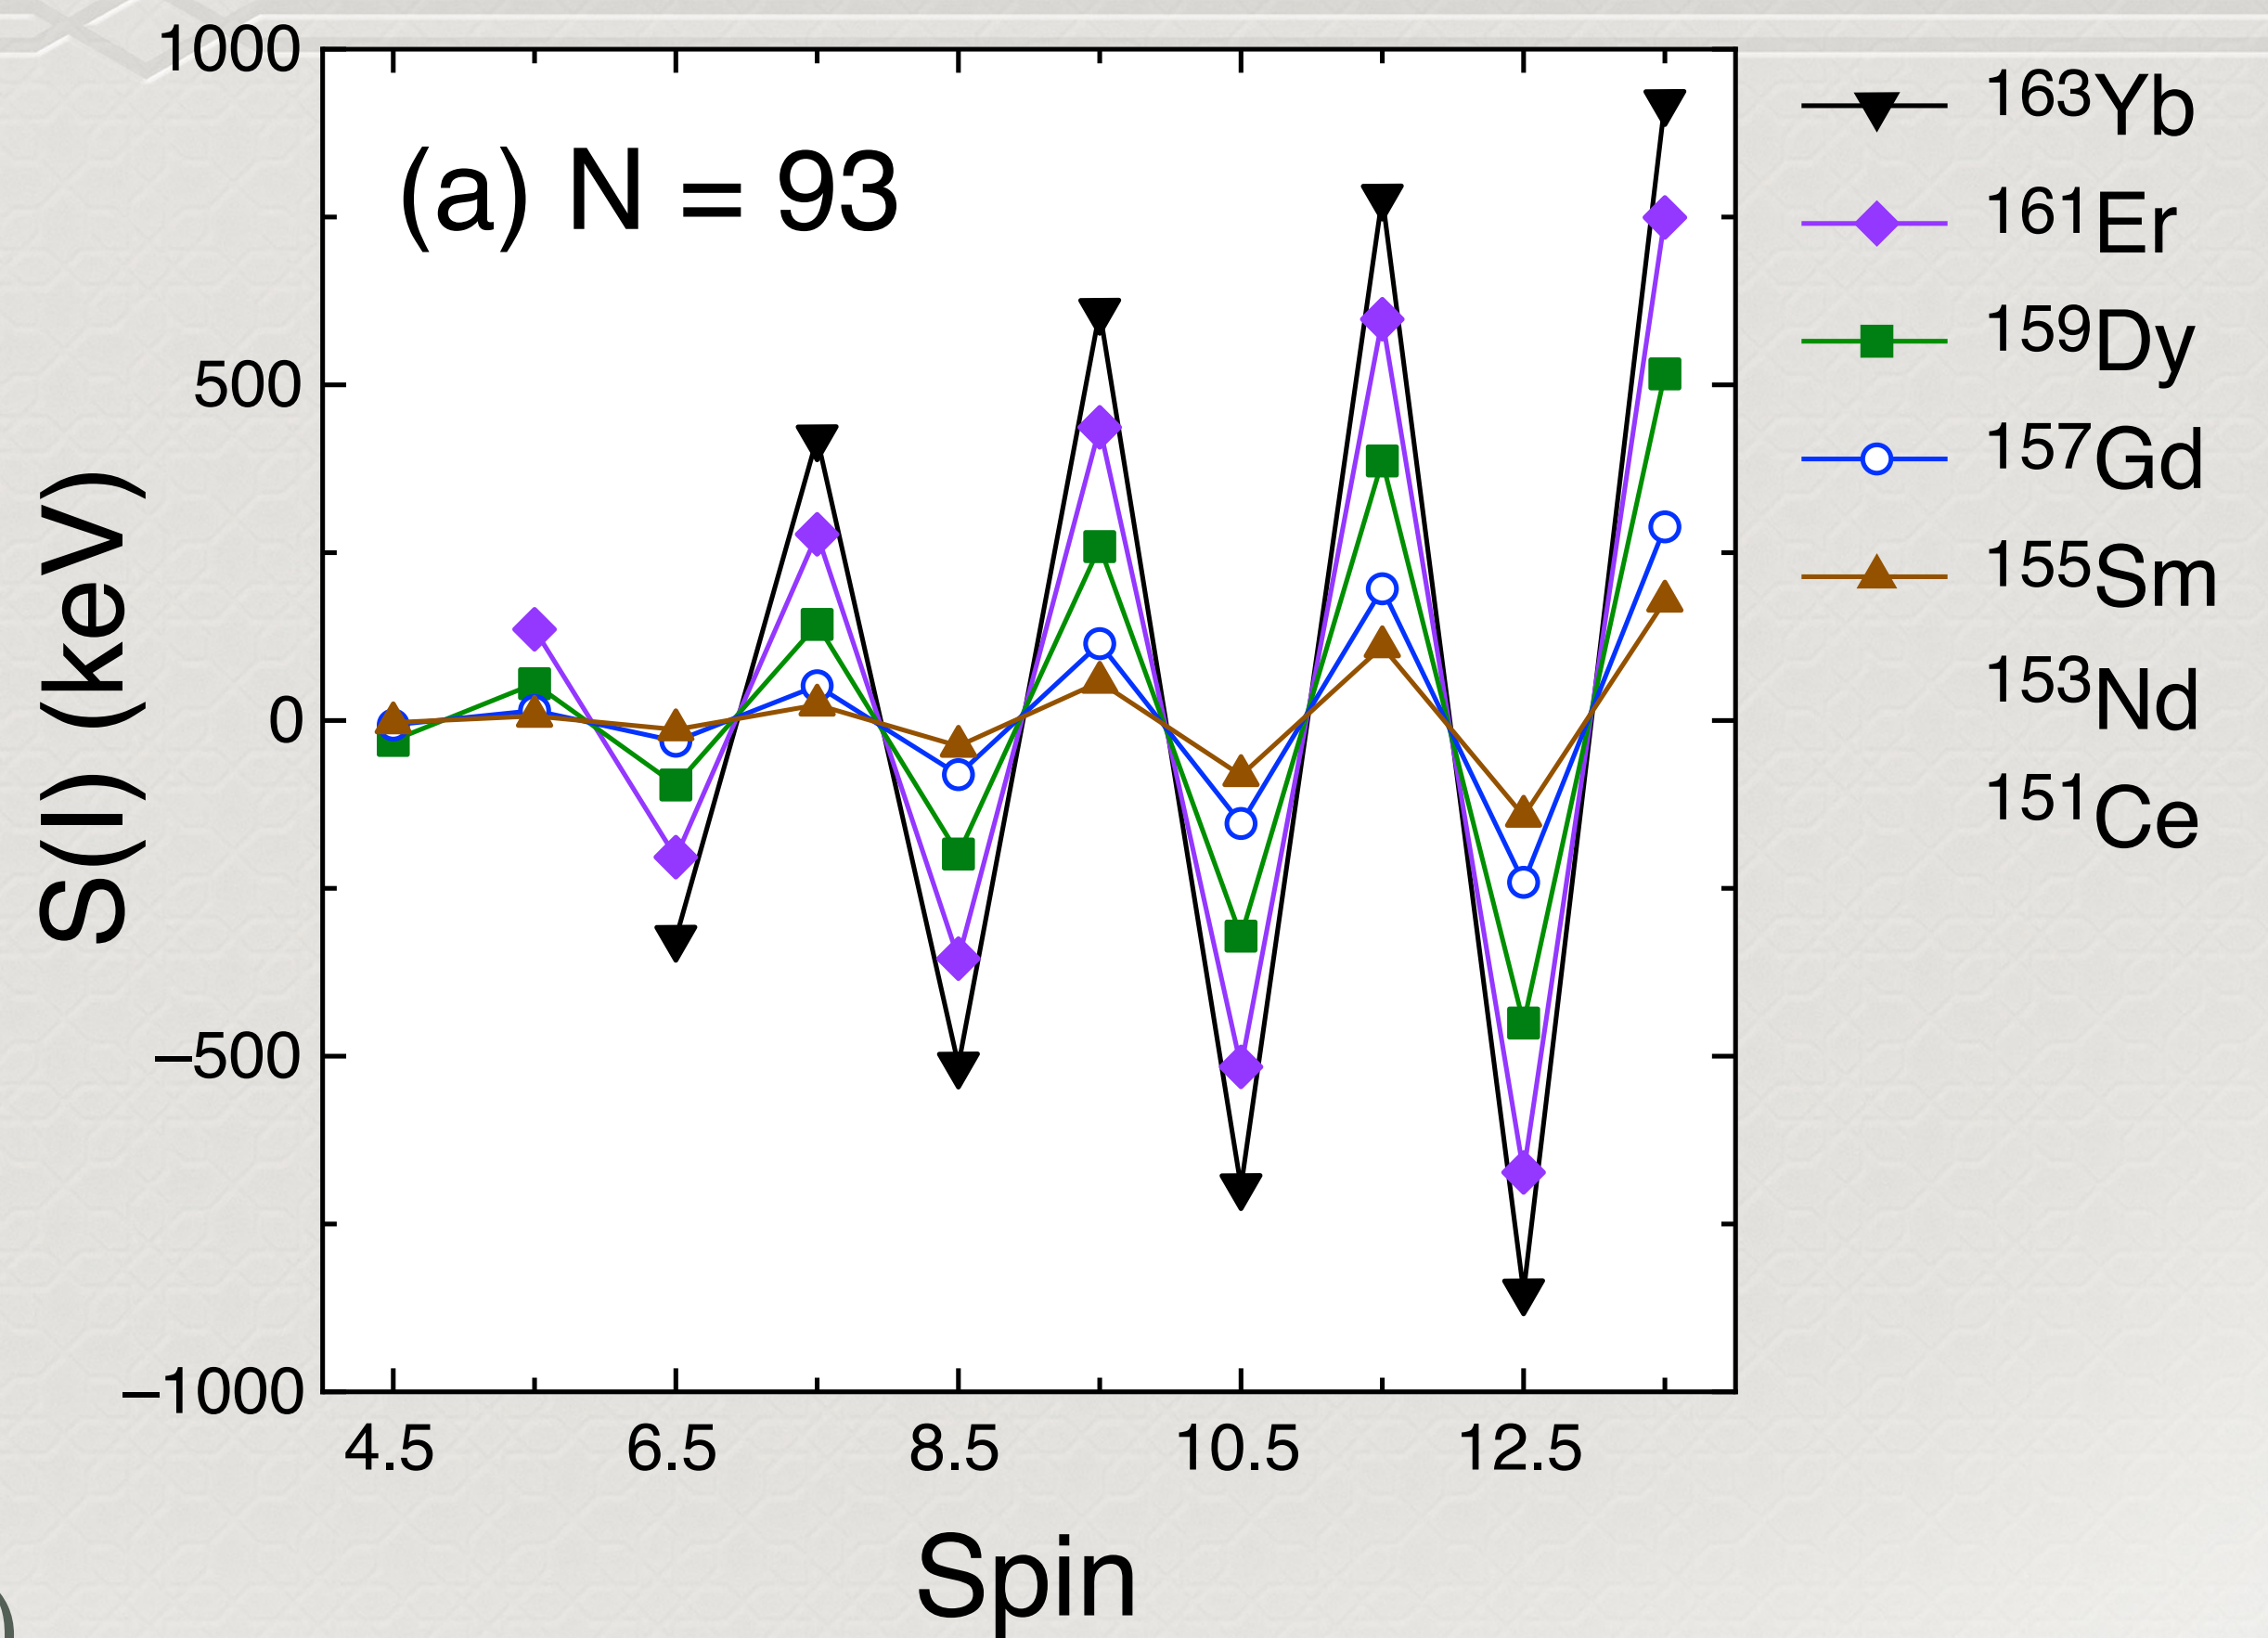 1000
500
0
−500
−1000
S(I) (keV)
(a) N = 93
4.5 6.5 8.5 10.5 12.5
Spin
¹⁶³Yb
¹⁶¹Er
¹⁵⁹Dy
¹⁵⁷Gd
¹⁵⁵Sm
¹⁵³Nd
¹⁵¹Ce